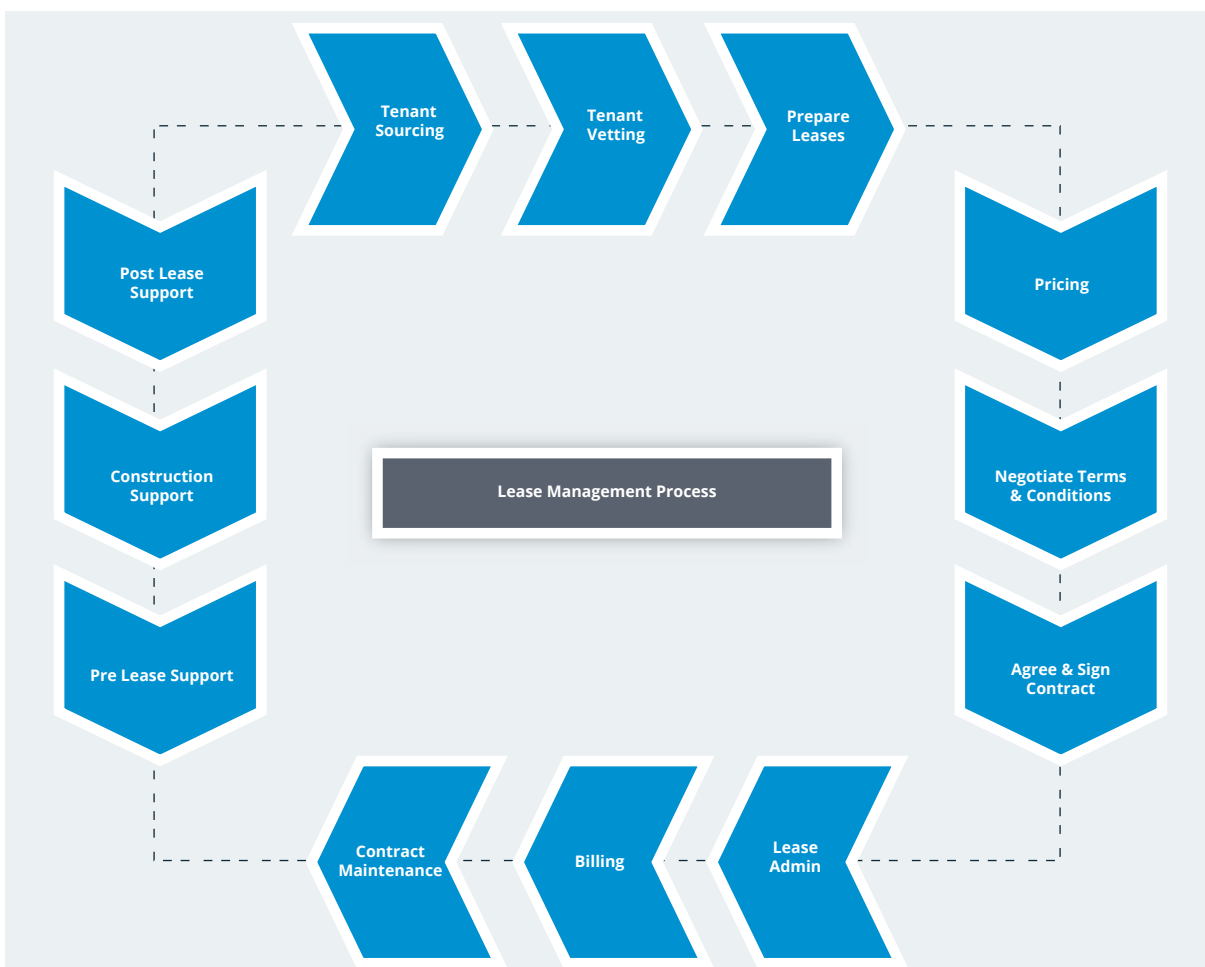 Tenant
Sourcing
Tenant
Vetting
Prepare
Leases
Post Lease
Support
Pricing
Construction
Support
Lease Management Process
Negotiate Terms
& Conditions
Pre Lease Support
Agree & Sign
Contract
Contract
Maintenance
Billing
Lease
Admin